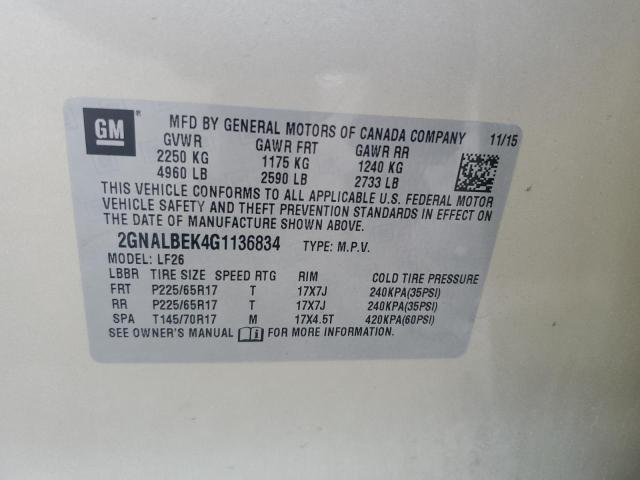 GM ®
MFD BY GENERAL MOTORS OF CANADA COMPANY 11/15
GVWR GAWR FRT GAWR RR
2250 KG 1175 KG 1240 KG
4960 LB 2590 LB 2733 LB
THIS VEHICLE CONFORMS TO ALL APPLICABLE U.S. FEDERAL MOTOR
VEHICLE SAFETY AND THEFT PREVENTION STANDARDS IN EFFECT ON
THE DATE OF MANUFACTURE SHOWN ABOVE.
2GNALBEK4G1136834 TYPE: M.P.V.
MODEL: LF26
LBBR TIRE SIZE SPEED RTG RIM COLD TIRE PRESSURE
FRT P225/65R17 T 17X7J 240KPA(35PSI)
RR P225/65R17 T 17X7J 240KPA(35PSI)
SPA T145/70R17 M 17X4.5T 420KPA(60PSI)
SEE OWNER'S MANUAL FOR MORE INFORMATION.